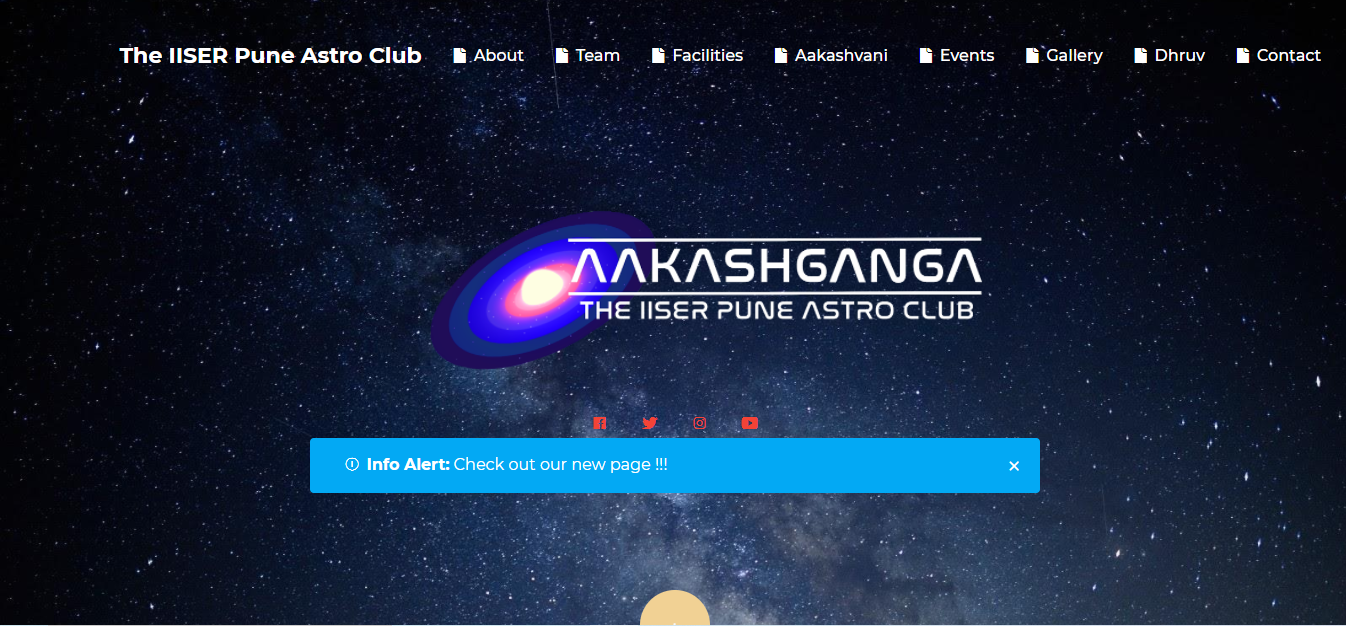 The IISER Pune Astro Club About Team Facilities Aakashvani Events Gallery Dhruv Contact
AAKASHGANGA
THE IISER PUNE ASTRO CLUB
Info Alert: Check out our new page !!! ×